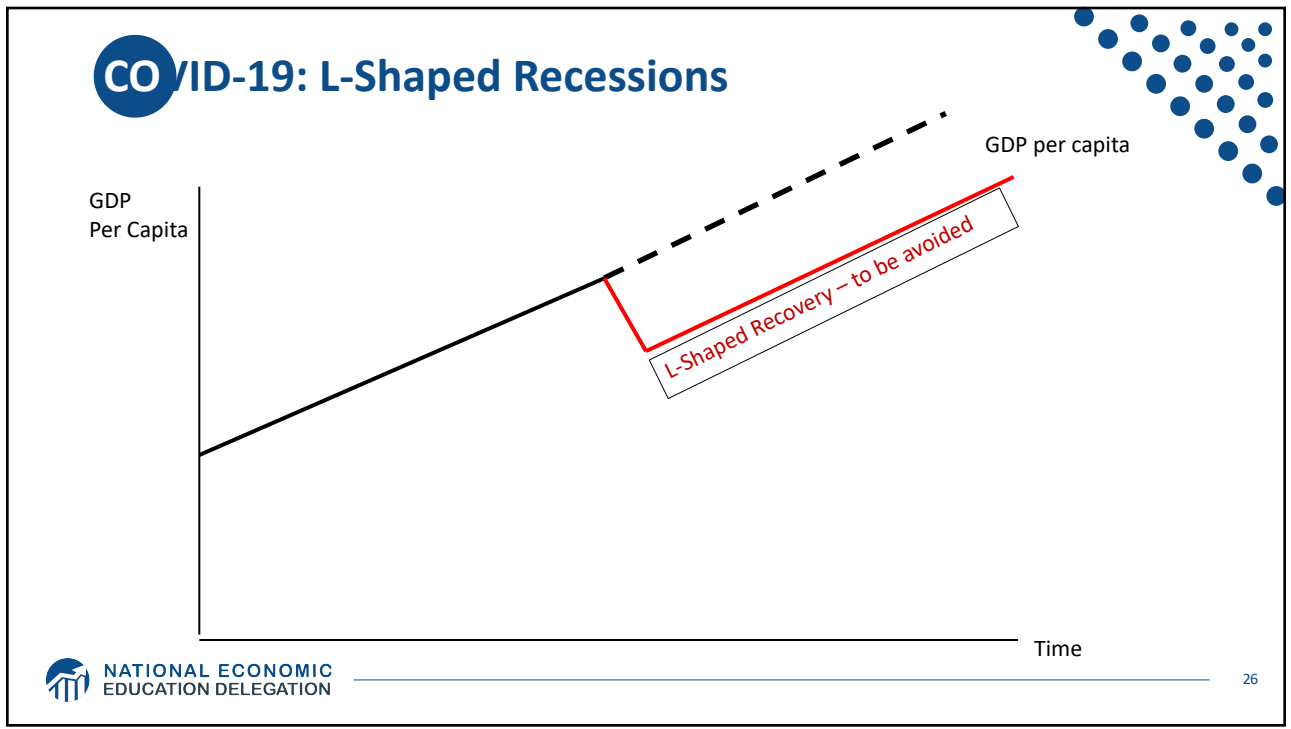 COVID-19: L-Shaped Recessions
GDP per capita
GDP
Per Capita
L-Shaped Recovery – to be avoided
Time
NATIONAL ECONOMIC
EDUCATION DELEGATION
26